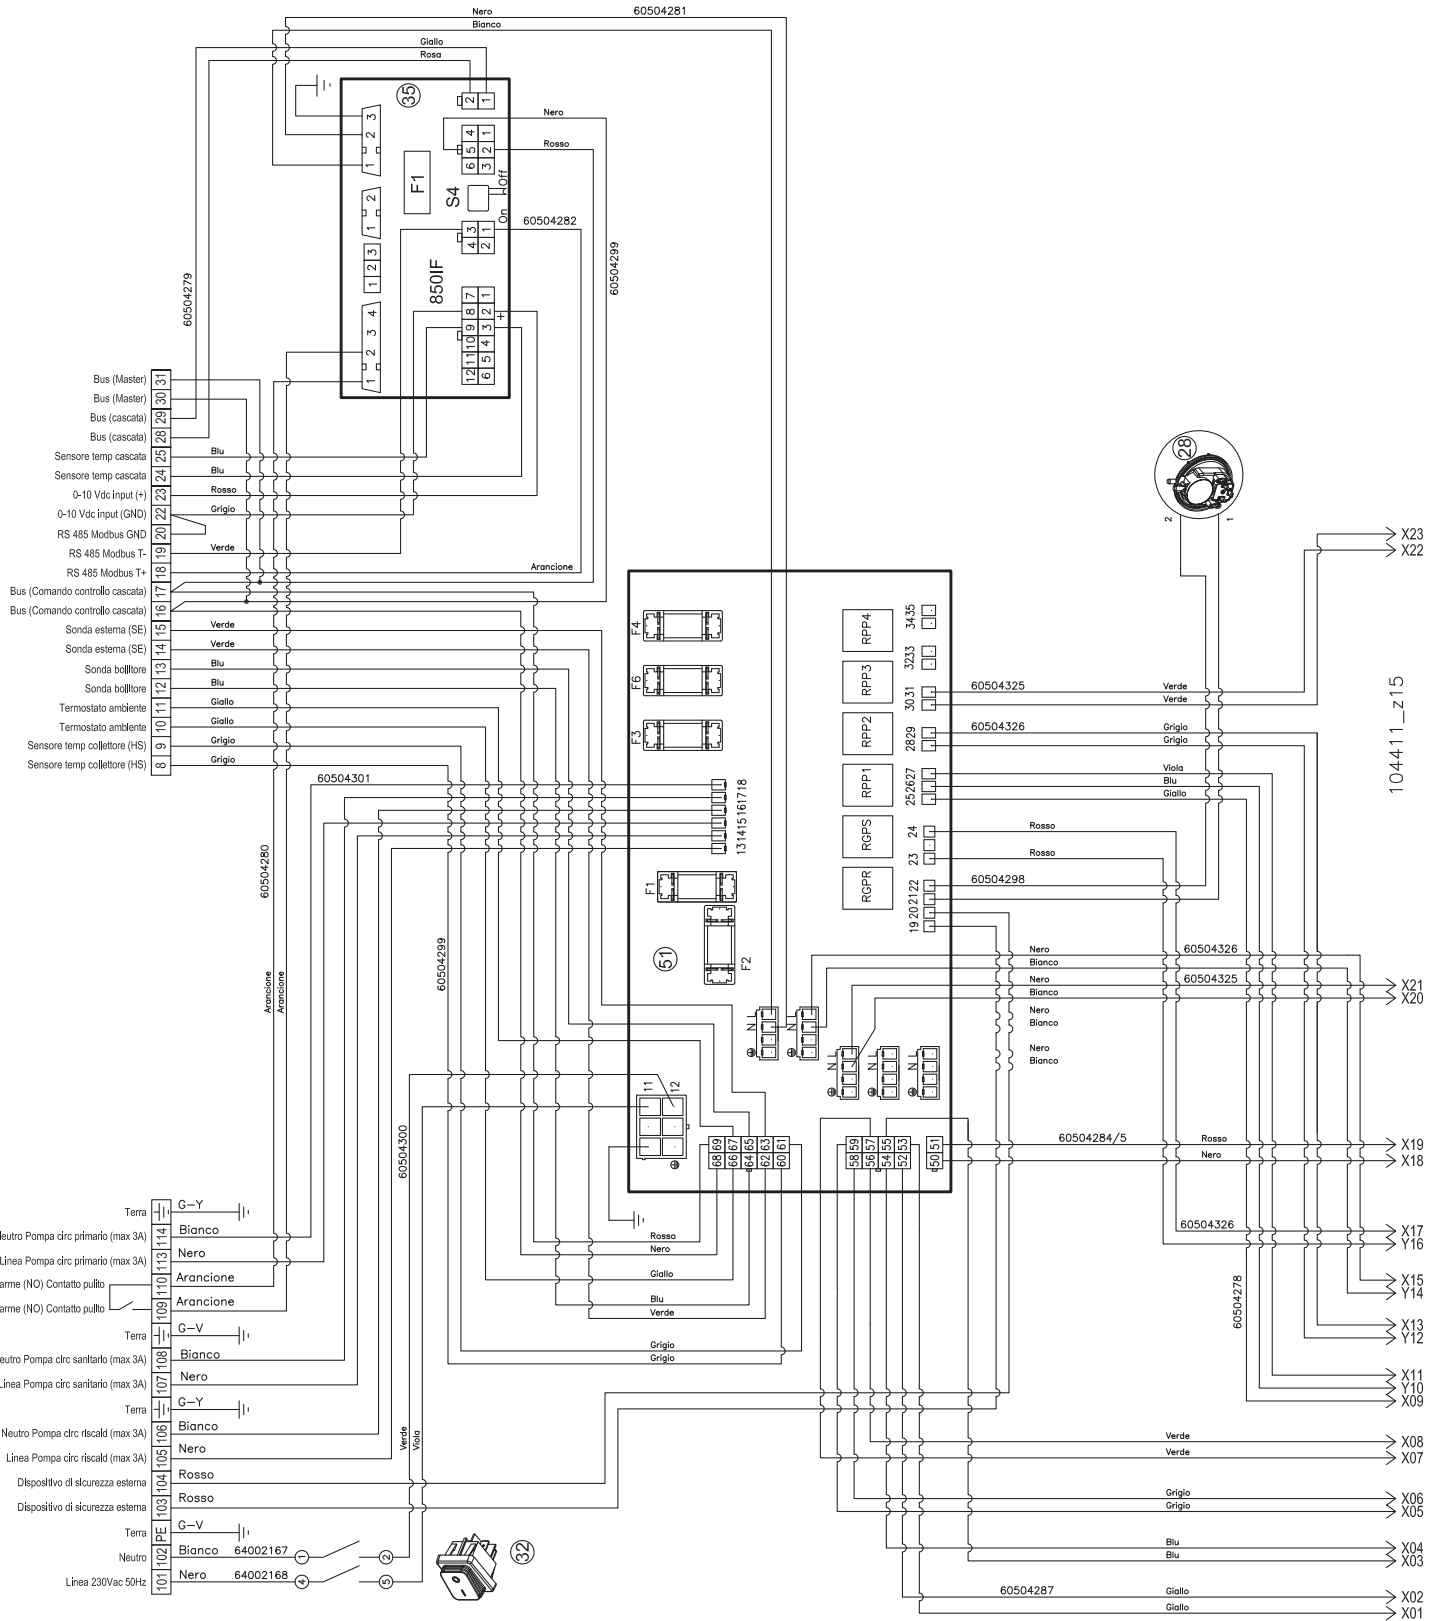 Nero 60504281
Bianco
Giallo
Rosa
35
3
2
1
2 1
4 1
5 2
6 3
Nero
Rosso
F1
S4
Off
On
2
1
3 1
4 2
60504282
1 2 3
850IF
60504299
60504279
4
3
2
1
7 1
8 2
9 3
10 4
11 5
12 6
+
Bus (Master) 31
Bus (Master) 30
Bus (cascata) 29
Bus (cascata) 28
Sensore temp cascata 25 Blu
Sensore temp cascata 24 Blu
0-10 Vdc input (+) 23 Rosso
0-10 Vdc input (GND) 22 Grigio
RS 485 Modbus GND 20
RS 485 Modbus T- 19 Verde
RS 485 Modbus T+ 18 Arancione
Bus (Comando controllo cascata) 17
Bus (Comando controllo cascata) 16
Sonda esterna (SE) 15 Verde
Sonda esterna (SE) 14 Verde
Sonda bollitore 13 Blu
Sonda bollitore 12 Blu
Termostato ambiente 11 Giallo
Termostato ambiente 10 Giallo
Sensore temp collettore (HS) 9 Grigio
Sensore temp collettore (HS) 8 Grigio
60504301
60504280
Arancione
Arancione
60504299
60504300
28
2 1
X23
X22
104411_z15
F4
F6
F3
F1
F2
51
131415161718
RPP4
RPP3
RPP2
RPP1
RGPS
RGPR
3435
3233
3031
2829
252627
24
23
19 202122
60504325 Verde
Verde
60504326 Grigio
Grigio
Viola
Blu
Giallo
Rosso
Rosso
60504298
Nero 60504326
Bianco
Nero 60504325 X21
Bianco X20
Nero
Bianco
Nero
Bianco
N L
N L
N L
N L
N L
11
12
68 69
66 67
64 65
62 63
60 61
58 59
56 57
54 55
52 53
50 51
60504284/5 Rosso X19
Nero X18
60504326 X17
Y16
60504278
X15
Y14
X13
Y12
X11
Y10
X09
Verde X08
Verde X07
Grigio X06
Grigio X05
Blu X04
Blu X03
60504287 Giallo X02
Giallo X01
Rosso
Nero
Giallo
Blu
Verde
Grigio
Grigio
Verde
Viola
Terra G-Y
eutro Pompa circ primario (max 3A) 114 Bianco
Linea Pompa circ primario (max 3A) 113 Nero
arme (NO) Contatto pulito 110 Arancione
arme (NO) Contatto pulito 109 Arancione
Terra G-V
eutro Pompa circ sanitario (max 3A) 108 Bianco
Linea Pompa circ sanitario (max 3A) 107 Nero
Terra G-Y
Neutro Pompa circ riscald (max 3A) 106 Bianco
Linea Pompa circ riscald (max 3A) 105 Nero
Dispositivo di sicurezza esterna 104 Rosso
Dispositivo di sicurezza esterna 103 Rosso
Terra PE G-V
Neutro 102 Bianco 64002167 1 2
Linea 230Vac 50Hz 101 Nero 64002168 4 5
32